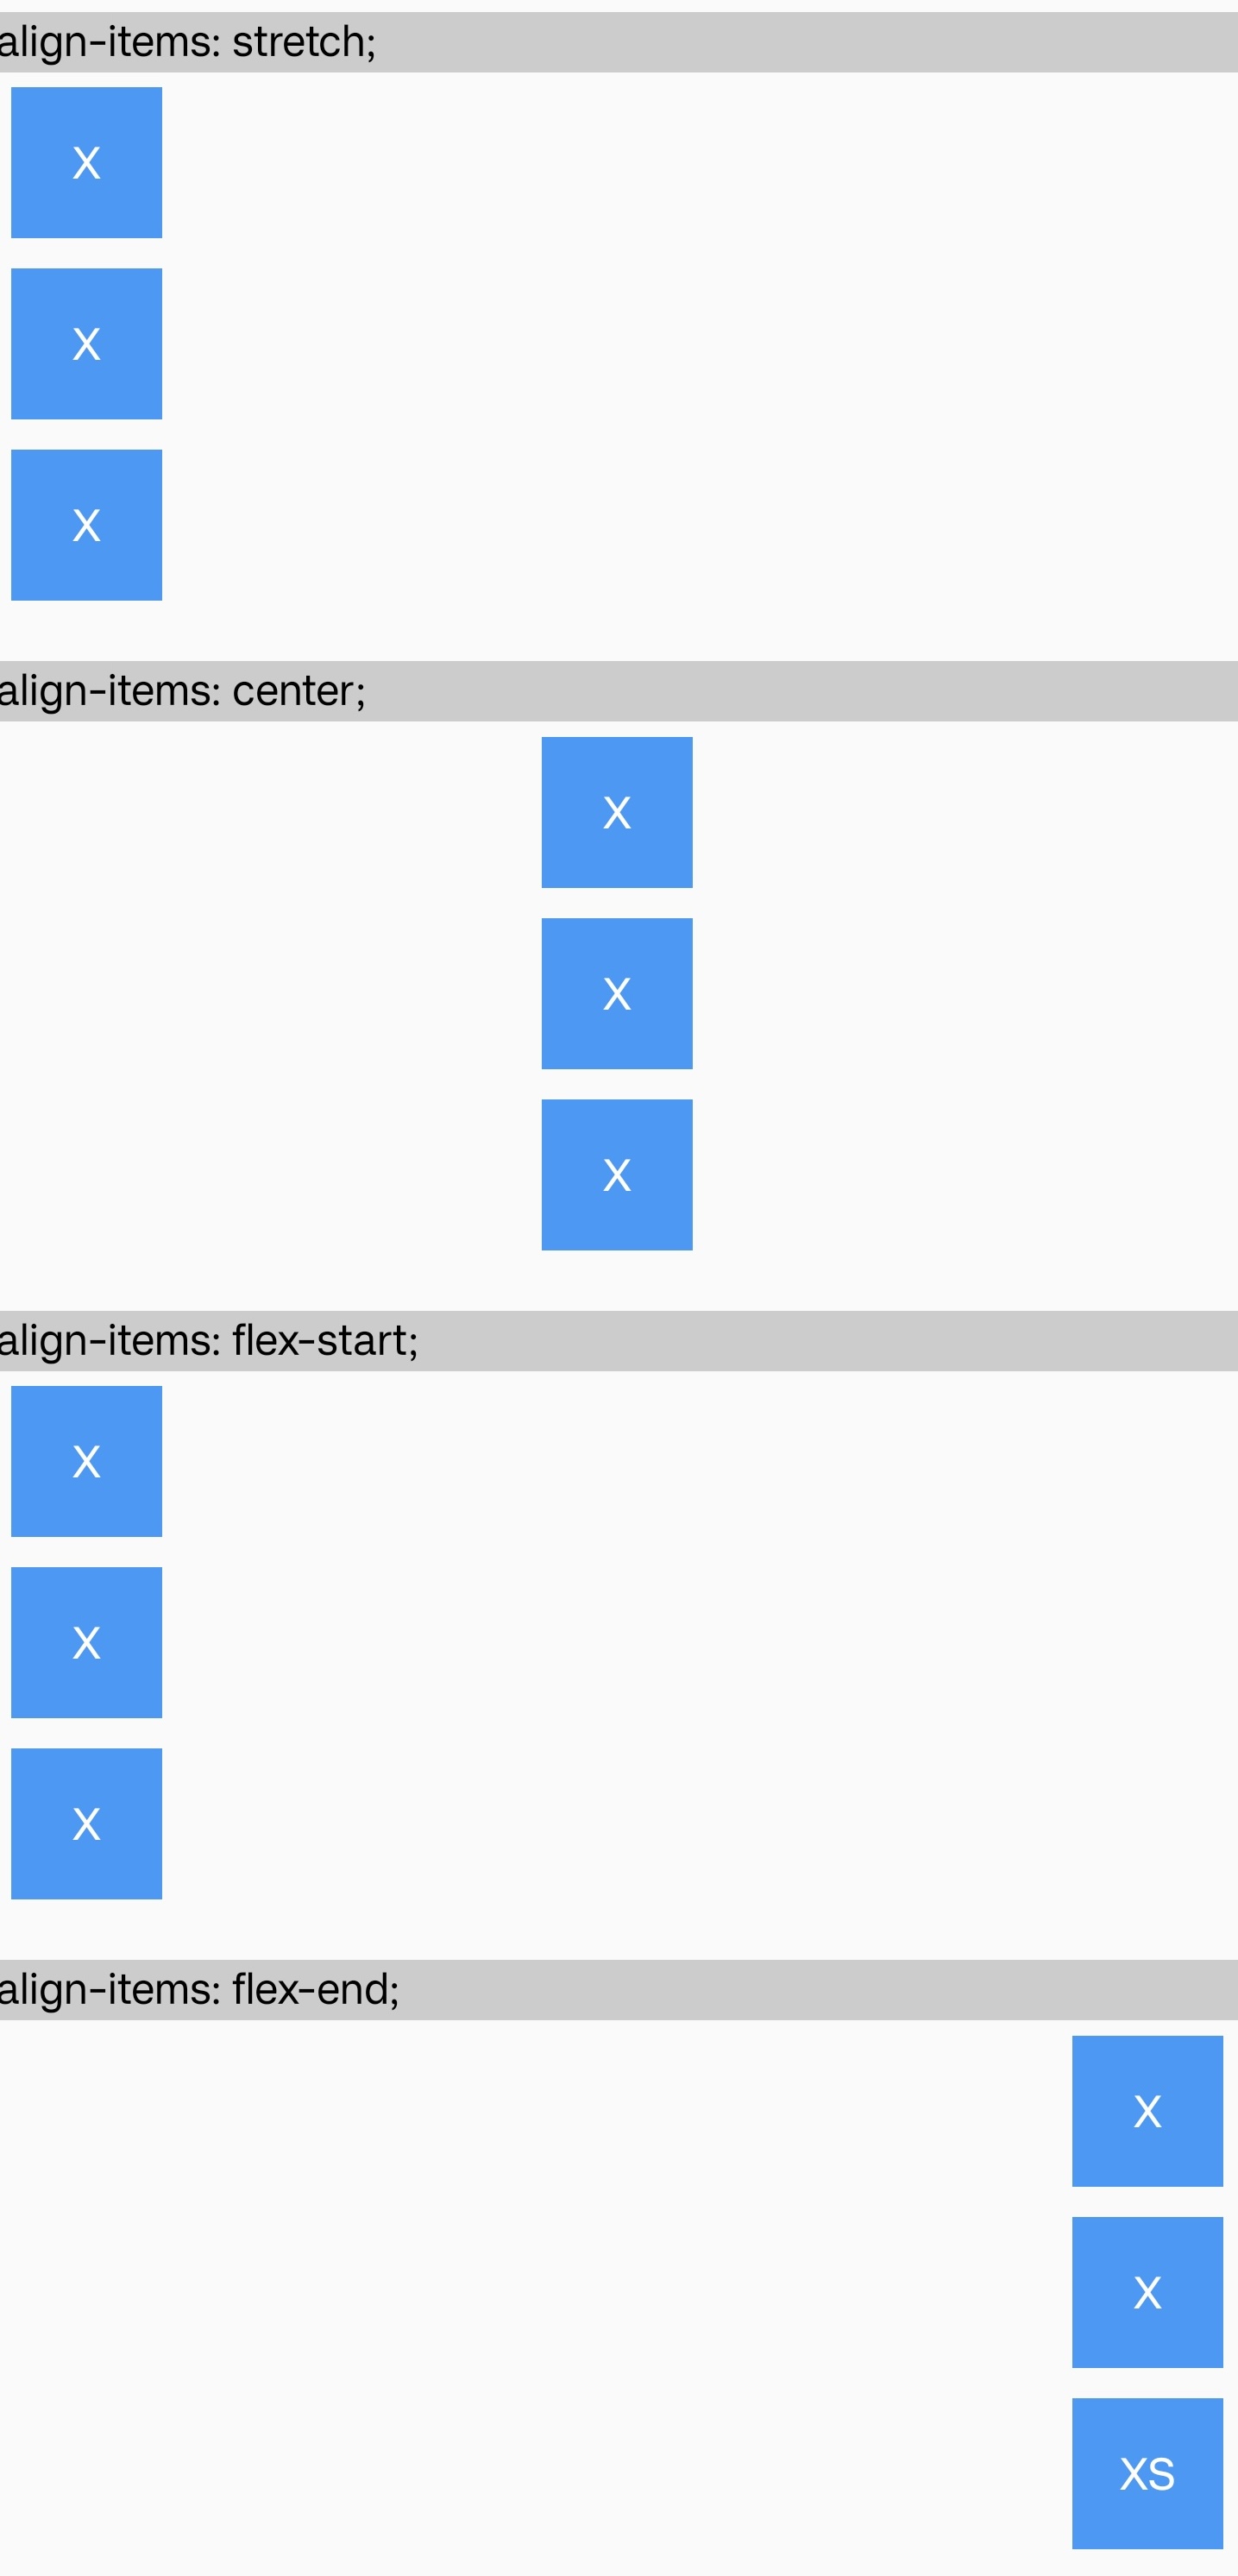 align-items: stretch;
X
X
X
align-items: center;
X
X
X
align-items: flex-start;
X
X
X
align-items: flex-end;
X
X
XS